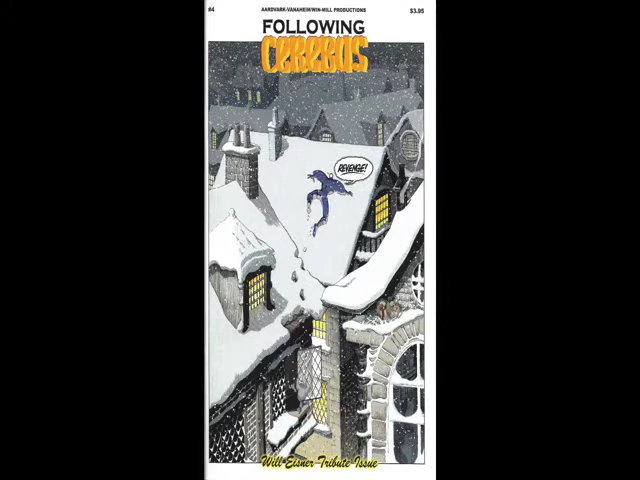 #4
AARDVARK-VANAHEIM/WIN-MILL PRODUCTIONS
$3.95
FOLLOWING
CEREBUS
REVENGE!
Will Eisner Tribute Issue